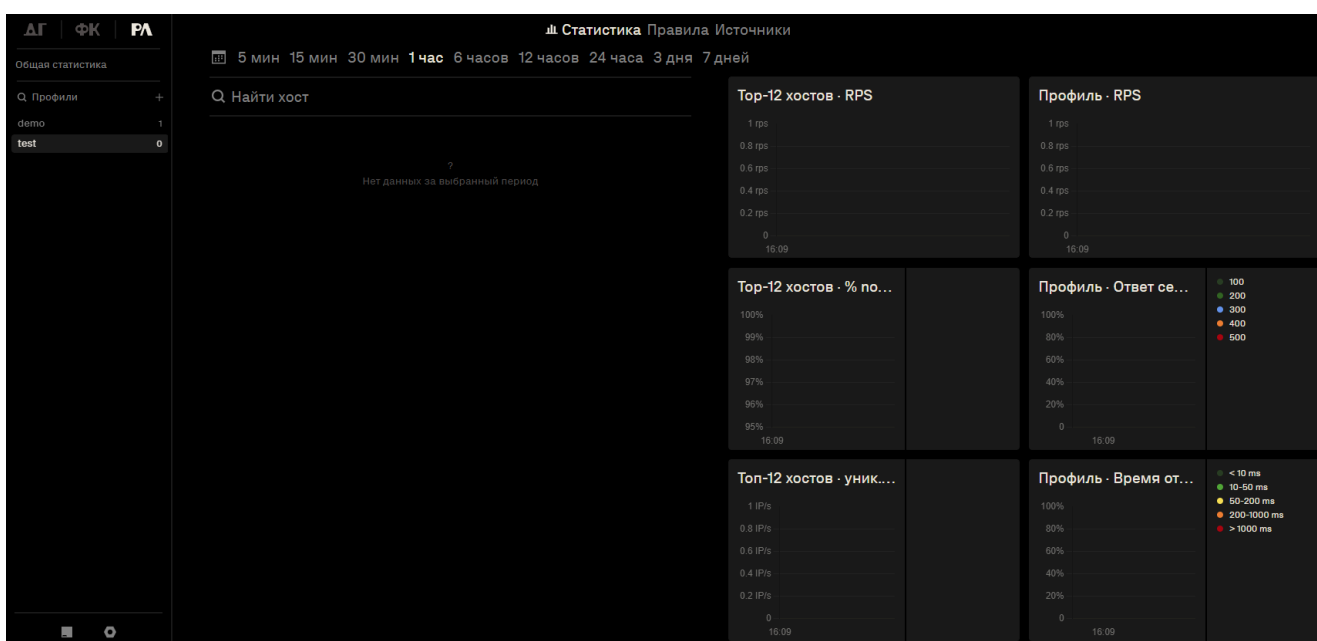 ДГ ФК РЛ
Статистика Правила Источники
Общая статистика
5 мин 15 мин 30 мин 1 час 6 часов 12 часов 24 часа 3 дня 7 дней
Профили +
demo 1
test 0
Найти хост
?
Нет данных за выбранный период
Top-12 хостов · RPS
1 rps
0.8 rps
0.6 rps
0.4 rps
0.2 rps
0
16:09
Профиль · RPS
1 rps
0.8 rps
0.6 rps
0.4 rps
0.2 rps
0
16:09
Top-12 хостов · % по...
100%
99%
98%
97%
96%
95%
16:09
Профиль · Ответ се...
100%
80%
60%
40%
20%
0
16:09
100
200
300
400
500
Топ-12 хостов · уник....
1 IP/s
0.8 IP/s
0.6 IP/s
0.4 IP/s
0.2 IP/s
0
16:09
Профиль · Время от...
100%
80%
60%
40%
20%
0
16:09
< 10 ms
10-50 ms
50-200 ms
200-1000 ms
> 1000 ms